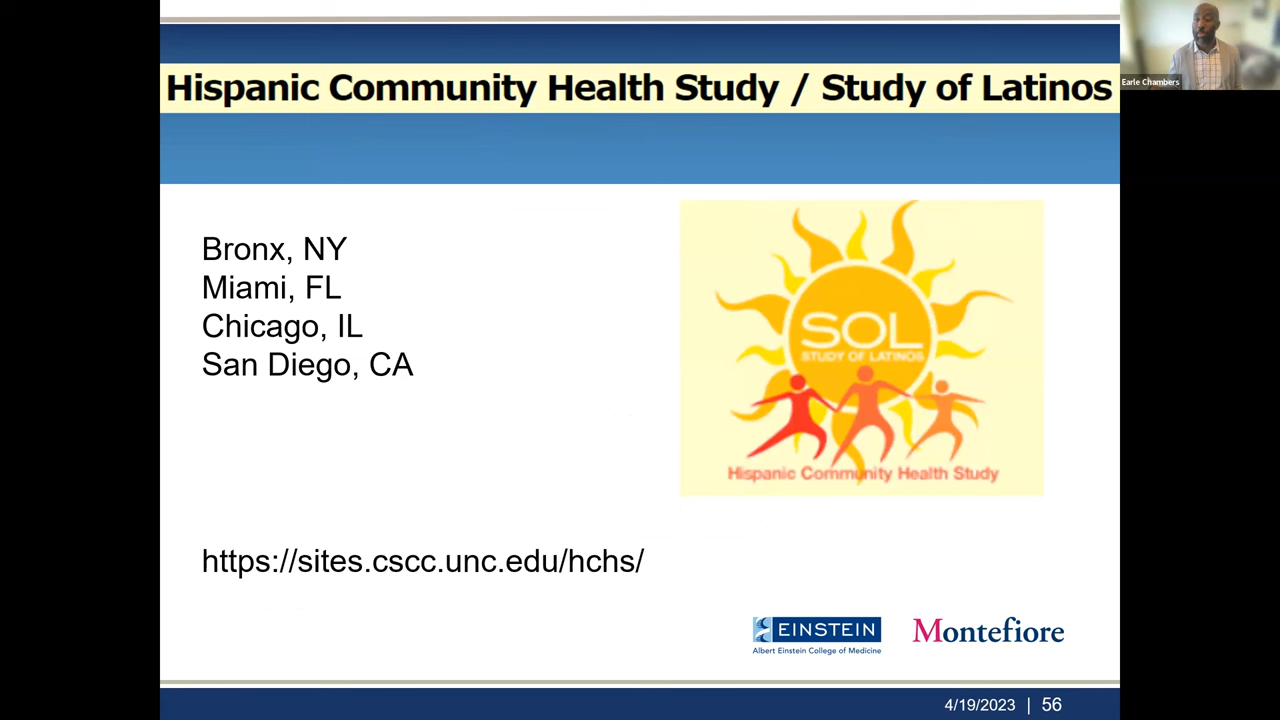 Hispanic Community Health Study / Study of Latinos
Earle Chambers
Bronx, NY
Miami, FL
Chicago, IL
San Diego, CA
SOL
STUDY OF LATINOS
Hispanic Community Health Study
https://sites.cscc.unc.edu/hchs/
EINSTEIN
Albert Einstein College of Medicine
Montefiore
4/19/2023 | 56